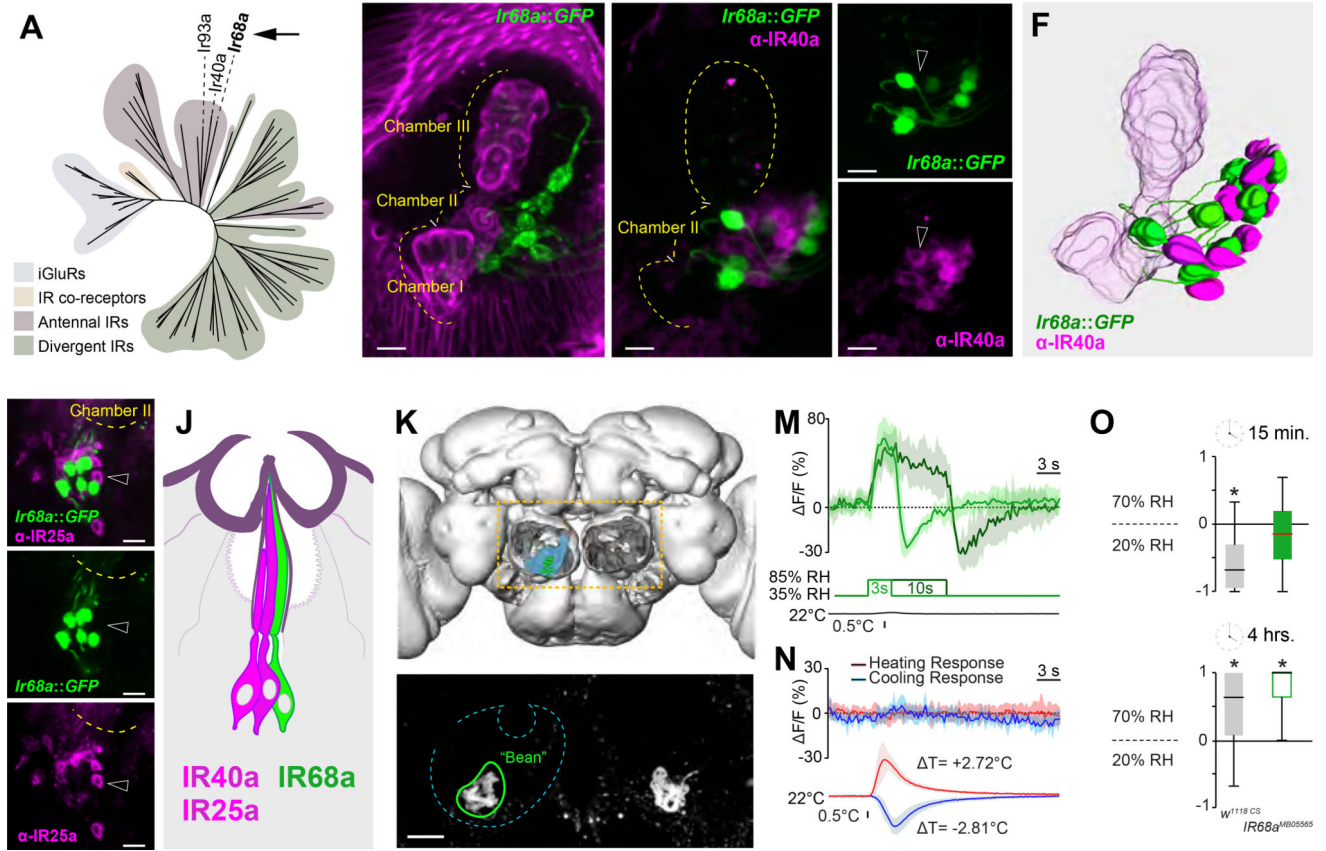 A
Ir93a
Ir40a
Ir68a
iGluRs
IR co-receptors
Antennal IRs
Divergent IRs
Ir68a::GFP
Chamber III
Chamber II
Chamber I
Ir68a::GFP
α-IR40a
Chamber II
Ir68a::GFP
α-IR40a
F
Ir68a::GFP
α-IR40a
Chamber II
Ir68a::GFP
α-IR25a
Ir68a::GFP
α-IR25a
J
IR40a IR68a
IR25a
K
"Bean"
M
80
0
-30
ΔF/F (%)
3 s
85% RH
35% RH
3s 10s
22°C
0.5°C
N
Heating Response
Cooling Response
3 s
30
0
-30
ΔF/F (%)
ΔT= +2.72°C
22°C
0.5°C
ΔT= -2.81°C
O
15 min.
1
70% RH
*
0
20% RH
-1
4 hrs.
1
* *
70% RH
0
20% RH
-1
w1118 CS
IR68aMB05565